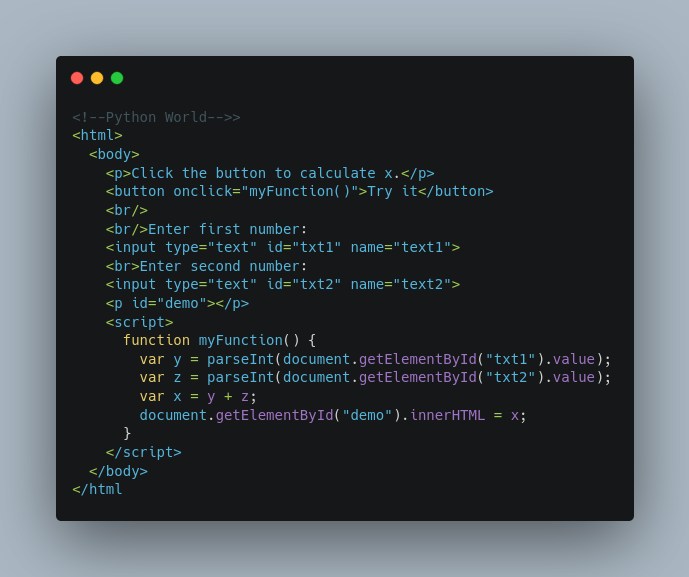 <!--Python World-->>
<html>
  <body>
    <p>Click the button to calculate x.</p>
    <button onclick="myFunction()">Try it</button>
    <br/>
    <br/>Enter first number:
    <input type="text" id="txt1" name="text1">
    <br>Enter second number:
    <input type="text" id="txt2" name="text2">
    <p id="demo"></p>
    <script>
      function myFunction() {
        var y = parseInt(document.getElementById("txt1").value);
        var z = parseInt(document.getElementById("txt2").value);
        var x = y + z;
        document.getElementById("demo").innerHTML = x;
      }
    </script>
  </body>
</html